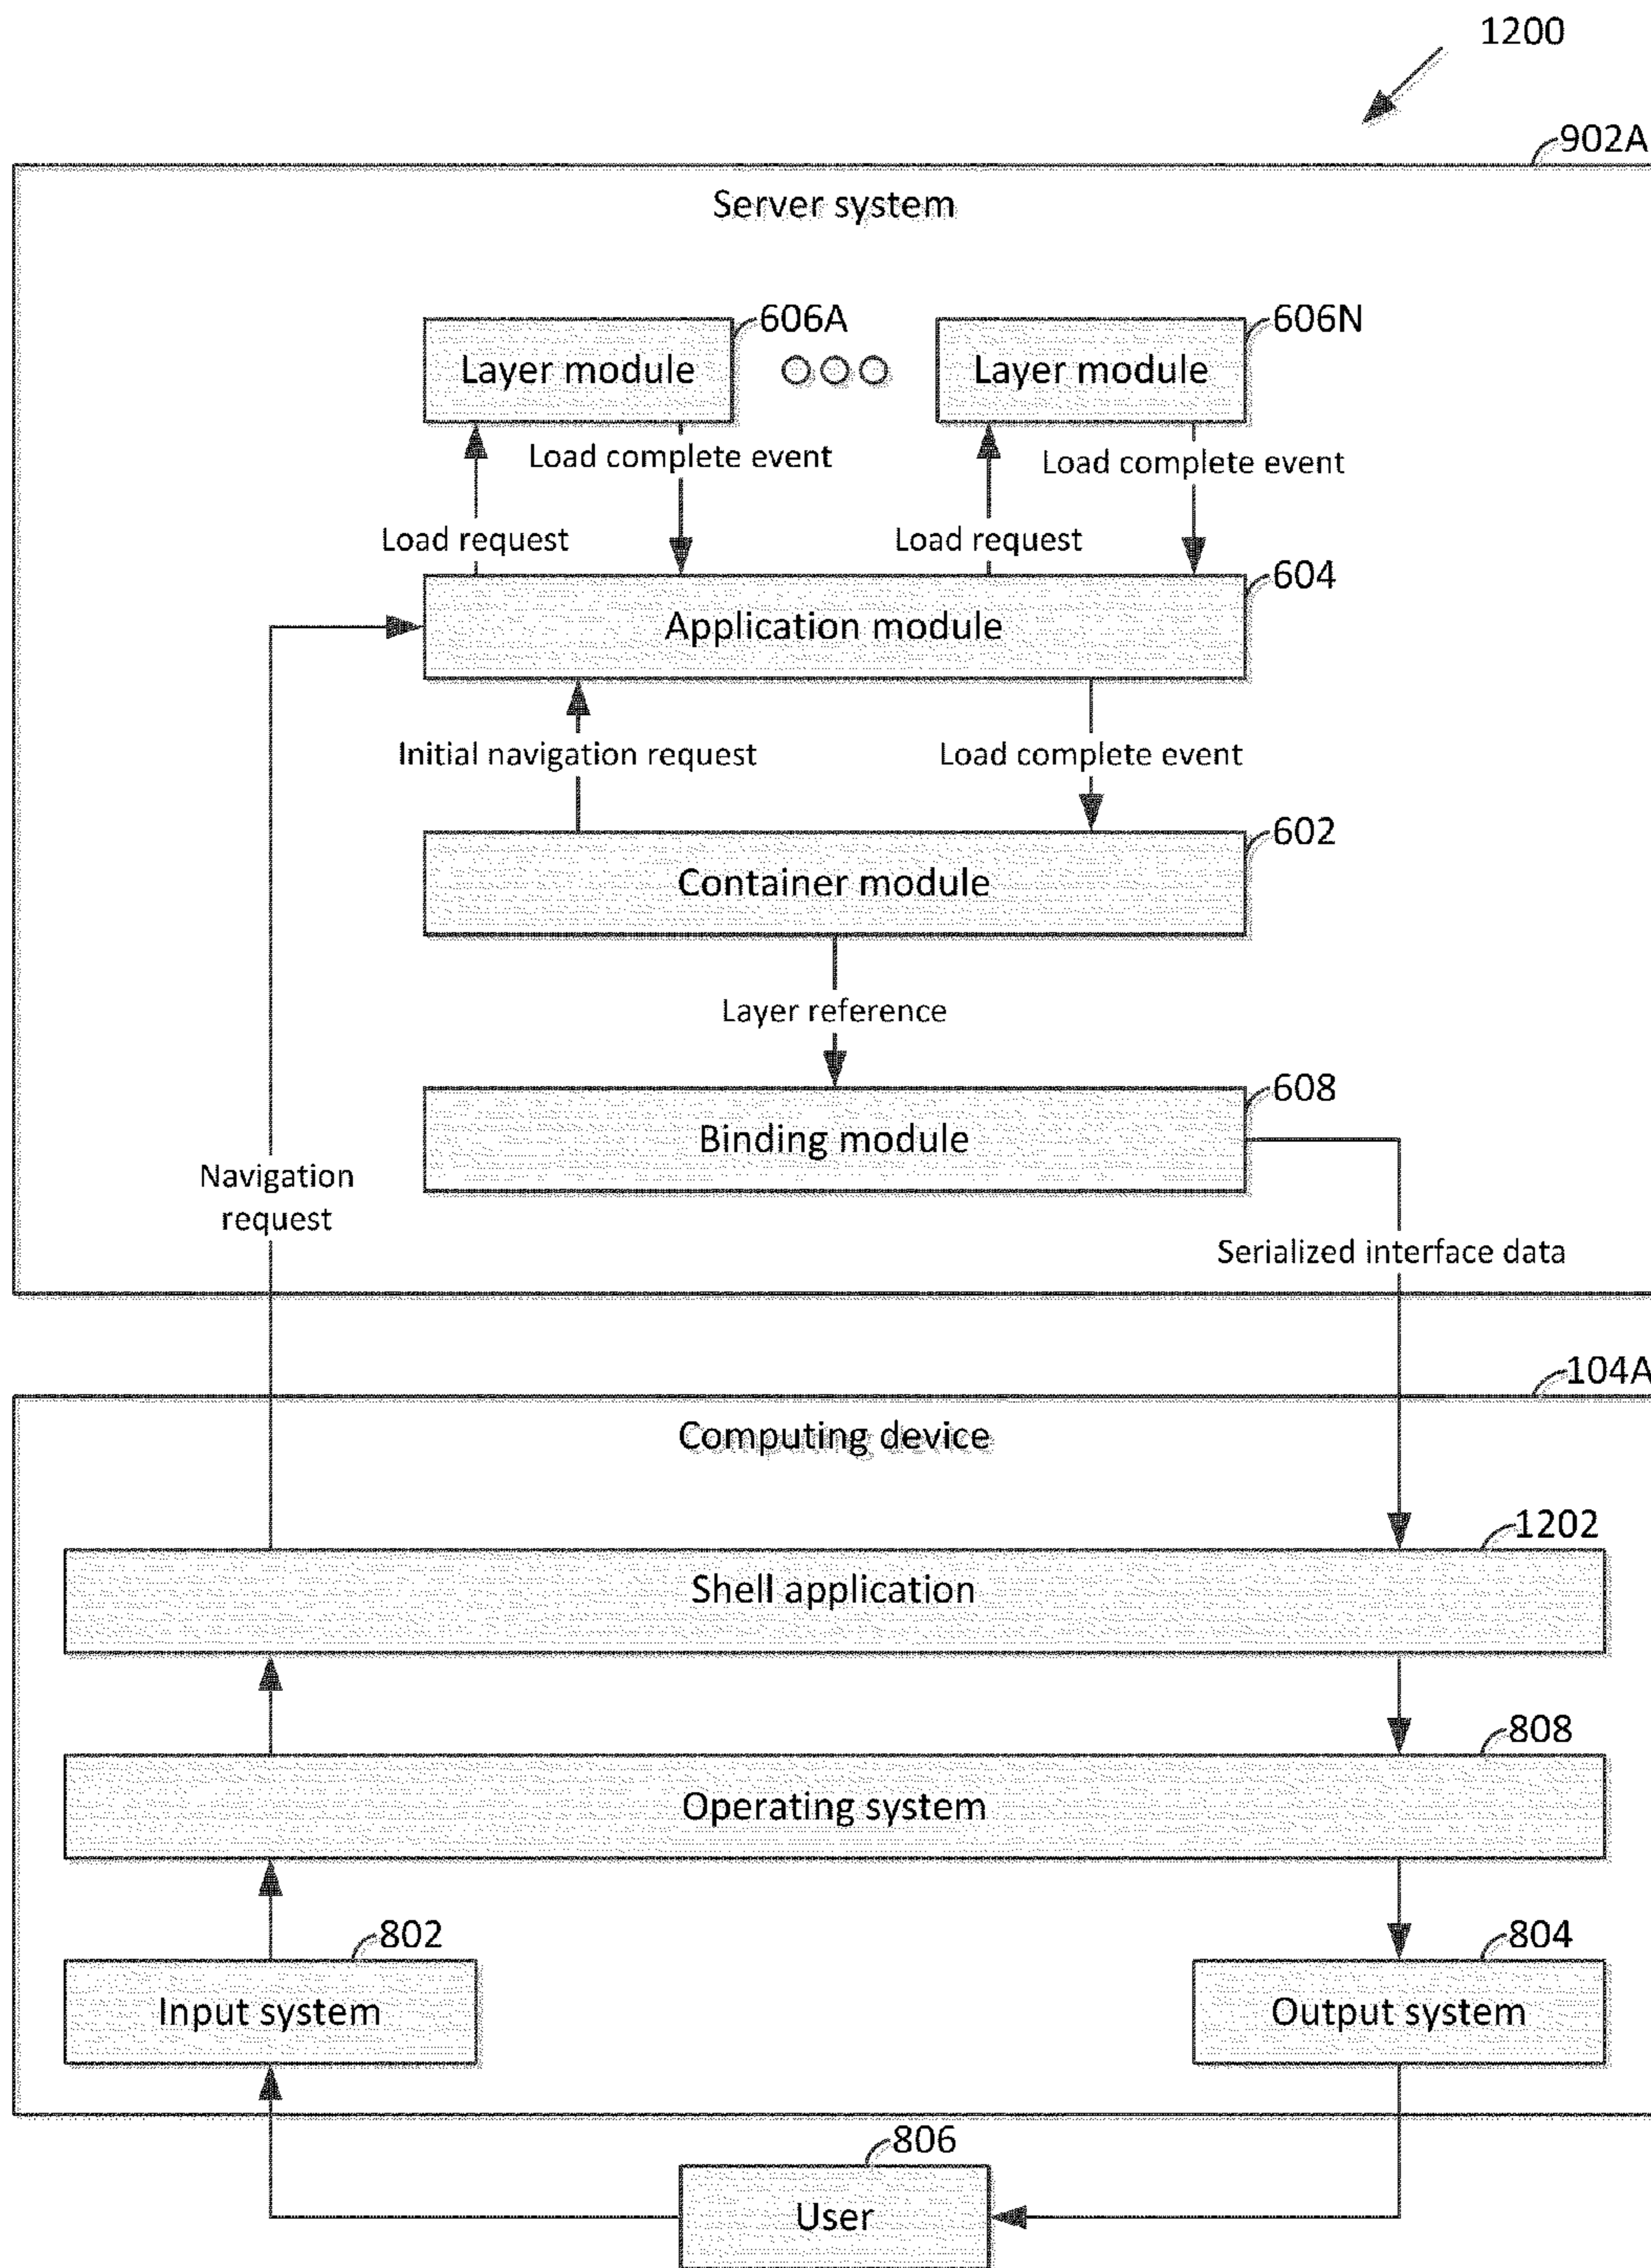 1200
902A
Server system
606A
606N
Layer module
Layer module
Load complete event
Load complete event
Load request
Load request
604
Application module
Initial navigation request
Load complete event
602
Container module
Layer reference
608
Binding module
Navigation
request
Serialized interface data
104A
Computing device
1202
Shell application
808
Operating system
802
804
Input system
Output system
806
User